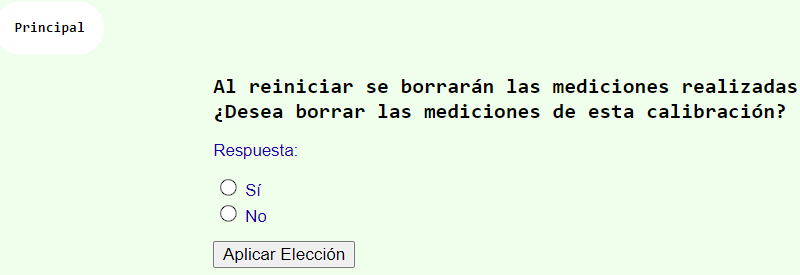 Principal
Al reiniciar se borrarán las mediciones realizadas
¿Desea borrar las mediciones de esta calibración?
Respuesta:
Sí
No
Aplicar Elección